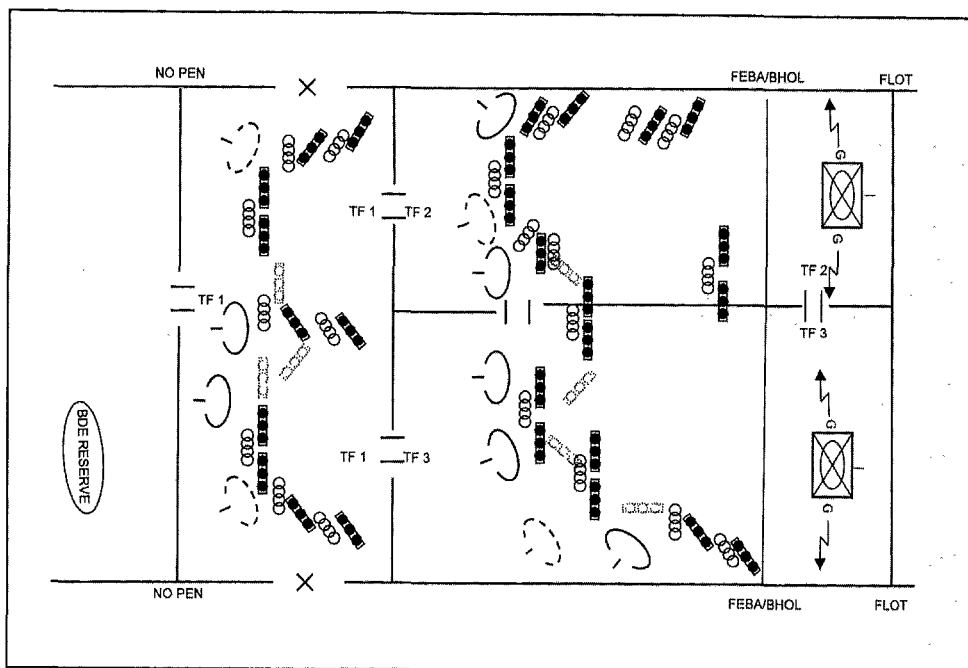 NO PEN
FEBA/BHOL
FLOT
G
TF 1
TF 2
G
TF 2
TF 1
TF 3
BDE RESERVE
TF 1
TF 3
G
G
NO PEN
FEBA/BHOL
FLOT